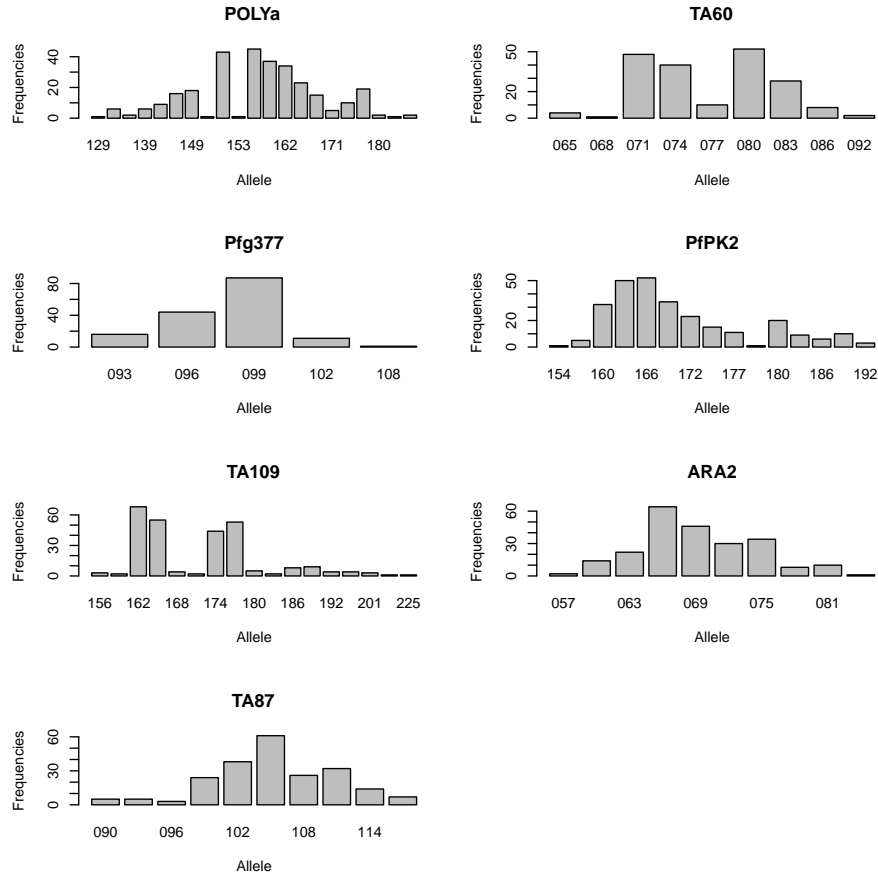 POLYa
Frequencies
0 20 40
129 139 149 153 162 171 180
Allele
TA60
Frequencies
0 20 50
065 068 071 074 077 080 083 086 092
Allele
Pfg377
Frequencies
0 40 80
093 096 099 102 108
Allele
PfPK2
Frequencies
0 20 50
154 160 166 172 177 180 186 192
Allele
TA109
Frequencies
0 30 60
156 162 168 174 180 186 192 201 225
Allele
ARA2
Frequencies
0 30 60
057 063 069 075 081
Allele
TA87
Frequencies
0 30 60
090 096 102 108 114
Allele